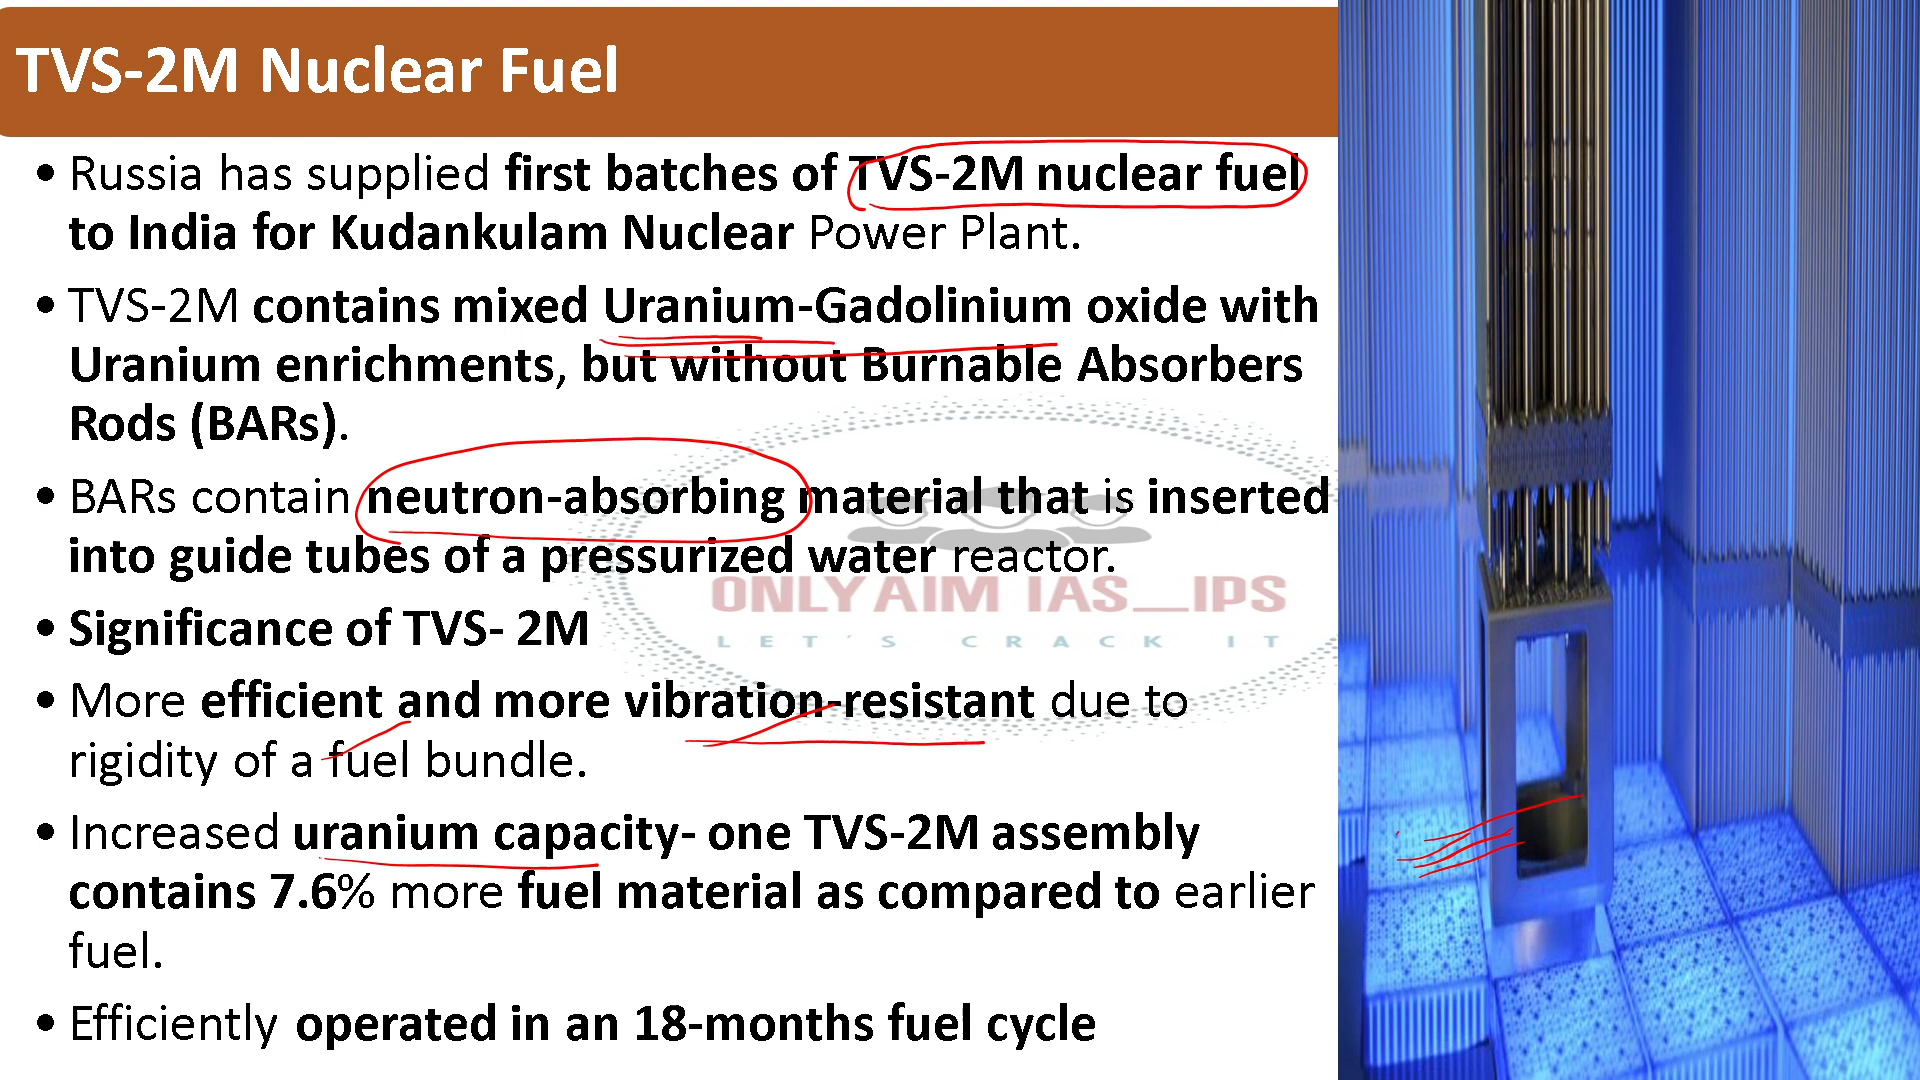 TVS-2M Nuclear Fuel
• Russia has supplied first batches of TVS-2M nuclear fuel
to India for Kudankulam Nuclear Power Plant.
• TVS-2M contains mixed Uranium-Gadolinium oxide with
Uranium enrichments, but without Burnable Absorbers
Rods (BARs).
• BARs contain neutron-absorbing material that is inserted
into guide tubes of a pressurized water reactor.
ONLY AIM IAS_IPS
LET'S CRACK IT
• Significance of TVS- 2M
• More efficient and more vibration-resistant due to
rigidity of a fuel bundle.
• Increased uranium capacity- one TVS-2M assembly
contains 7.6% more fuel material as compared to earlier
fuel.
• Efficiently operated in an 18-months fuel cycle